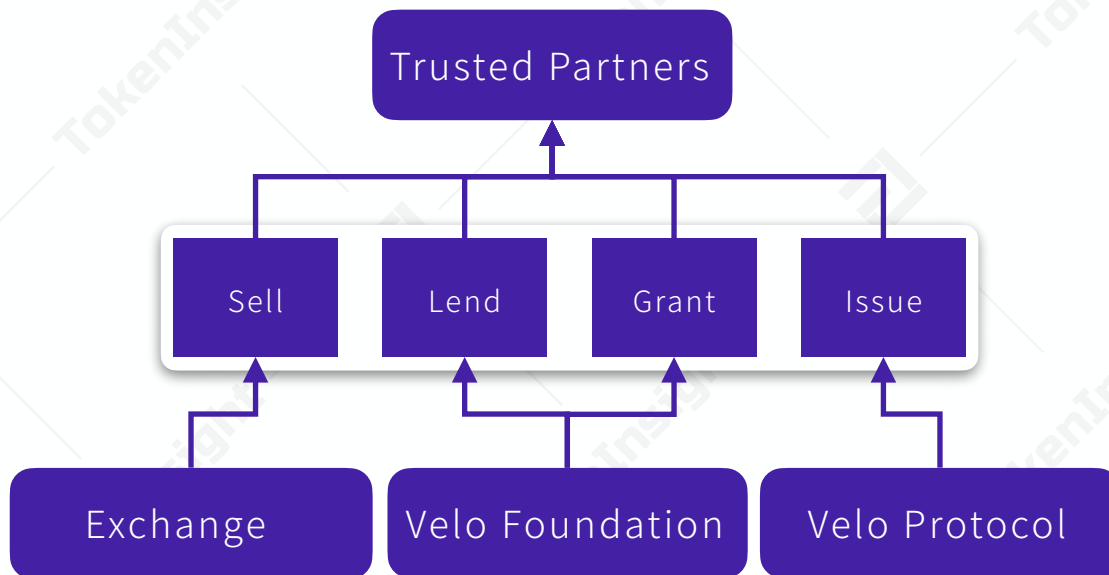 Trusted Partners
Sell
Lend
Grant
Issue
Exchange
Velo Foundation
Velo Protocol